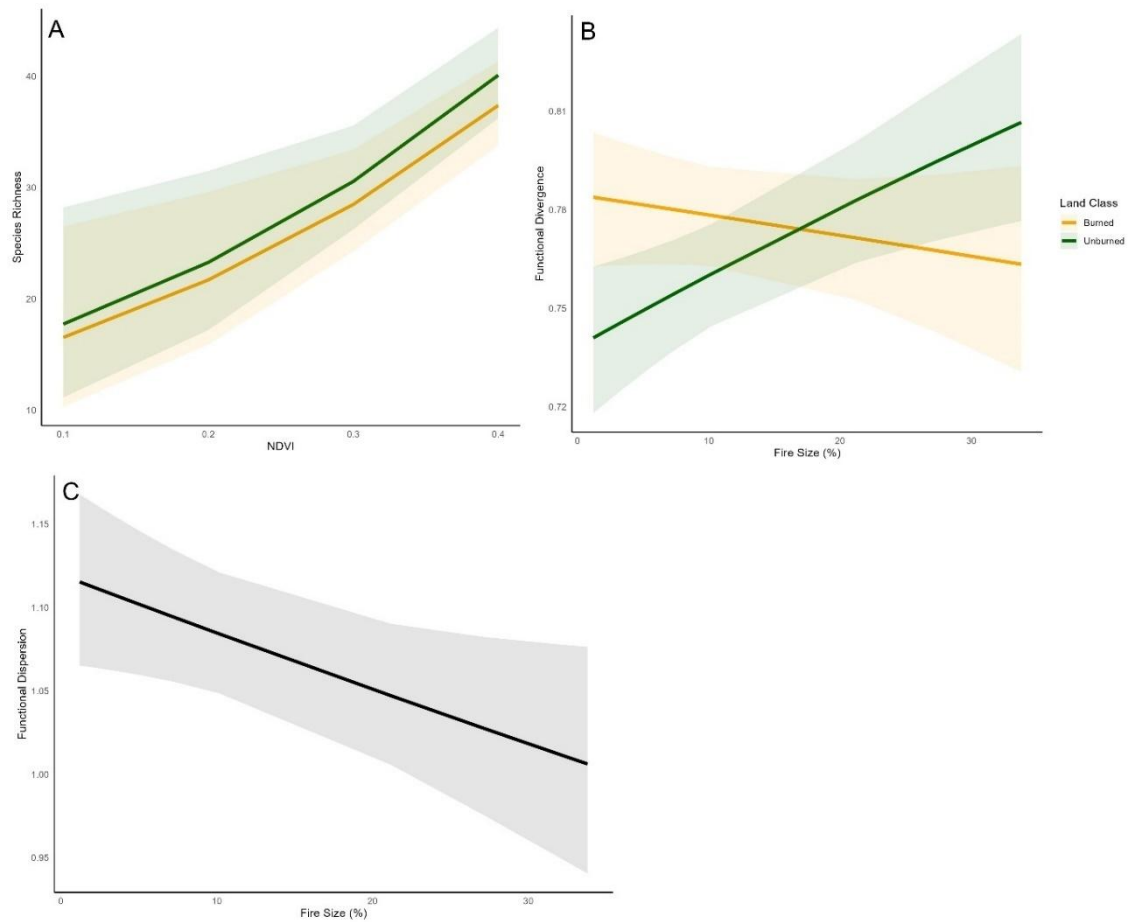 A
Species Richness
40
30
20
10
0.1 0.2 0.3 0.4
NDVI
B
Functional Divergence
0.81
0.78
0.75
0.72
0 10 20 30
Fire Size (%)
Land Class
Burned
Unburned
C
Functional Dispersion
1.15
1.10
1.05
1.00
0.95
0 10 20 30
Fire Size (%)